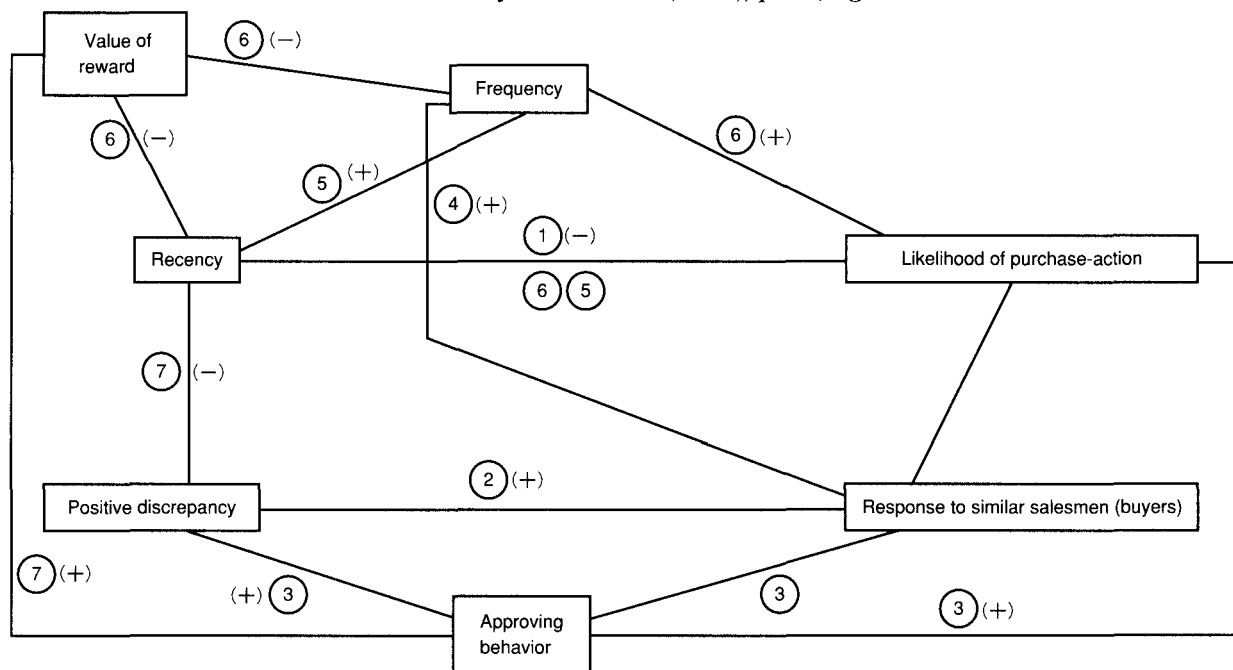 Value of
reward
6 (−)
Frequency
6 (−)
6 (+)
5 (+)
4 (+)
1 (−)
Recency
Likelihood of purchase-action
6 5
7 (−)
2 (+)
Positive discrepancy
Response to similar salesmen (buyers)
7 (+)
(+) 3
3
3 (+)
Approving
behavior